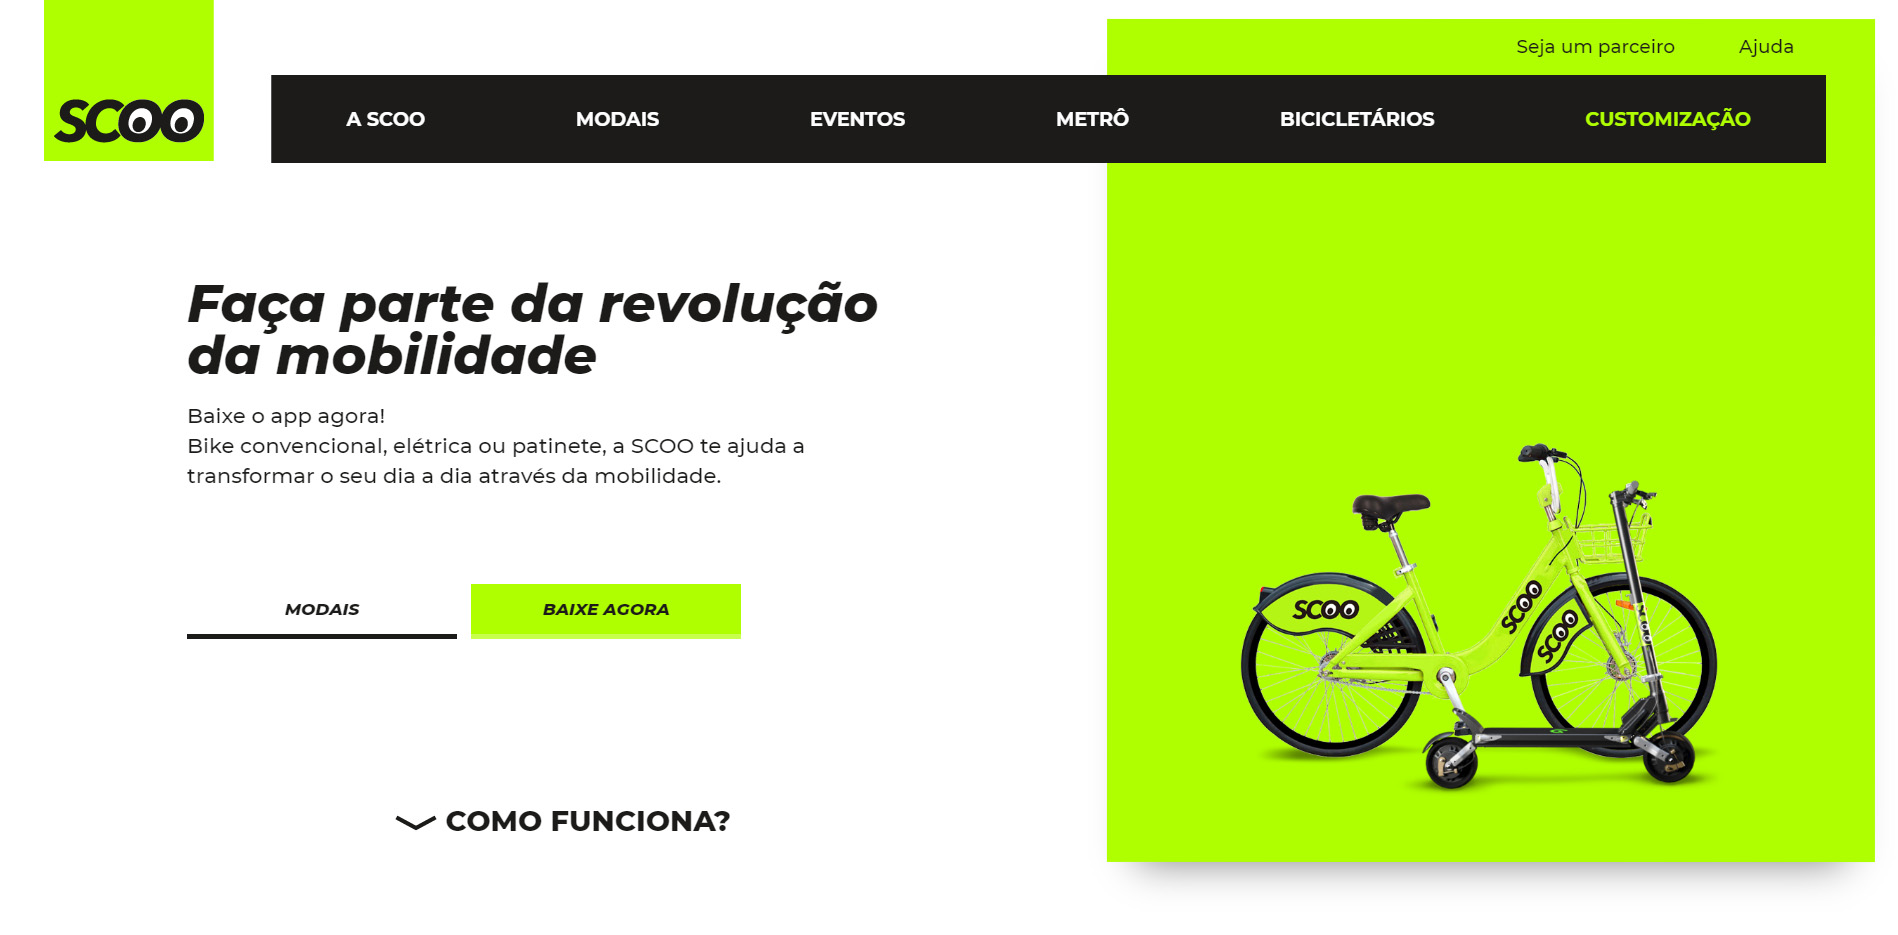 Seja um parceiro
Ajuda
SCOO
A SCOO
MODAIS
EVENTOS
METRÔ
BICICLETÁRIOS
CUSTOMIZAÇÃO
Faça parte da revolução
da mobilidade
Baixe o app agora!
Bike convencional, elétrica ou patinete, a SCOO te ajuda a
transformar o seu dia a dia através da mobilidade.
MODAIS
BAIXE AGORA
COMO FUNCIONA?
SCOO
SCOO
SCOO
SCOO